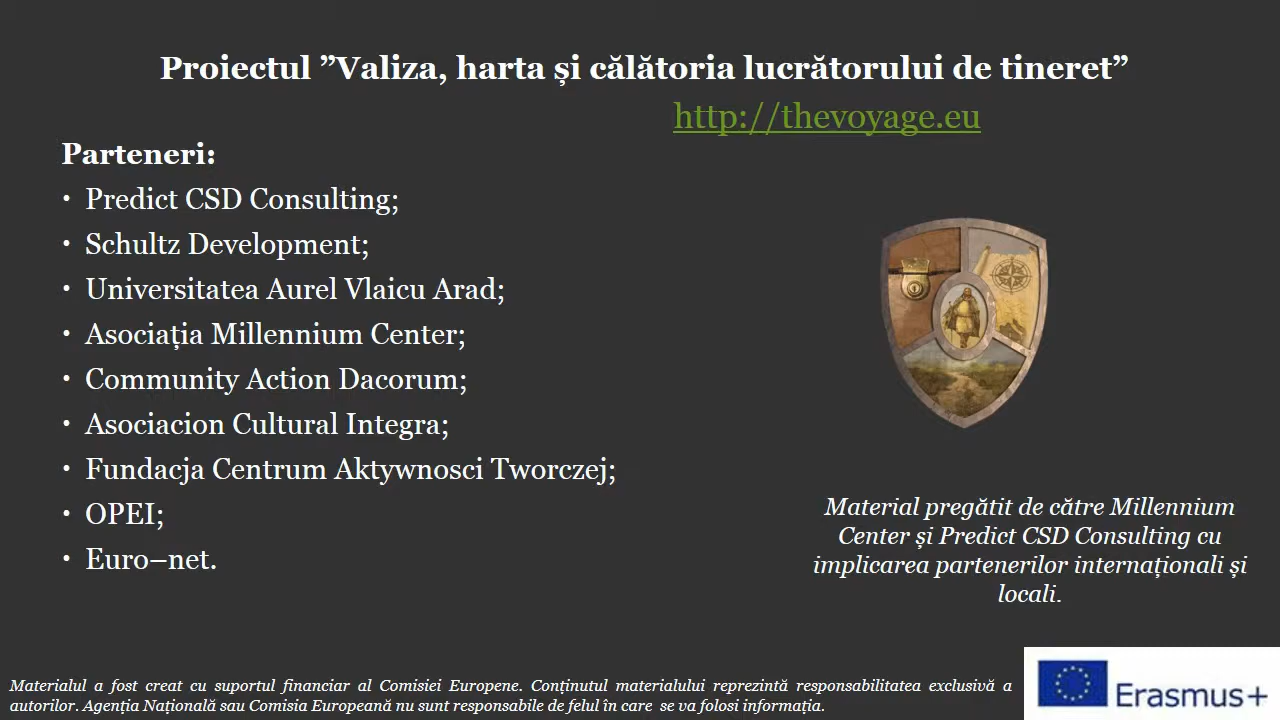 Proiectul ”Valiza, harta și călătoria lucrătorului de tineret”
http://thevoyage.eu
Parteneri:
• Predict CSD Consulting;
• Schultz Development;
• Universitatea Aurel Vlaicu Arad;
• Asociația Millennium Center;
• Community Action Dacorum;
• Asociacion Cultural Integra;
• Fundacja Centrum Aktywnosci Tworczej;
• OPEI;
• Euro–net.
Material pregătit de către Millennium
Center și Predict CSD Consulting cu
implicarea partenerilor internaționali și
locali.
Materialul a fost creat cu suportul financiar al Comisiei Europene. Conținutul materialului reprezintă responsabilitatea exclusivă a
autorilor. Agenția Națională sau Comisia Europeană nu sunt responsabile de felul în care se va folosi informația.
Erasmus+